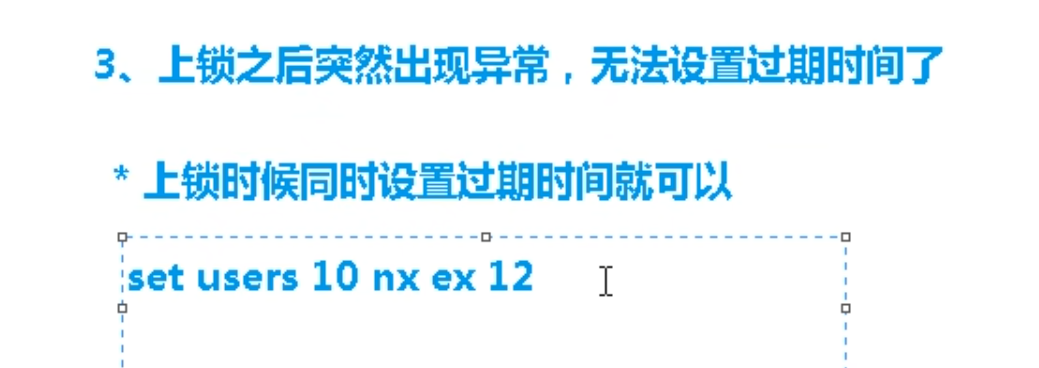 3、上锁之后突然出现异常，无法设置过期时间了
* 上锁时候同时设置过期时间就可以
set users 10 nx ex 12